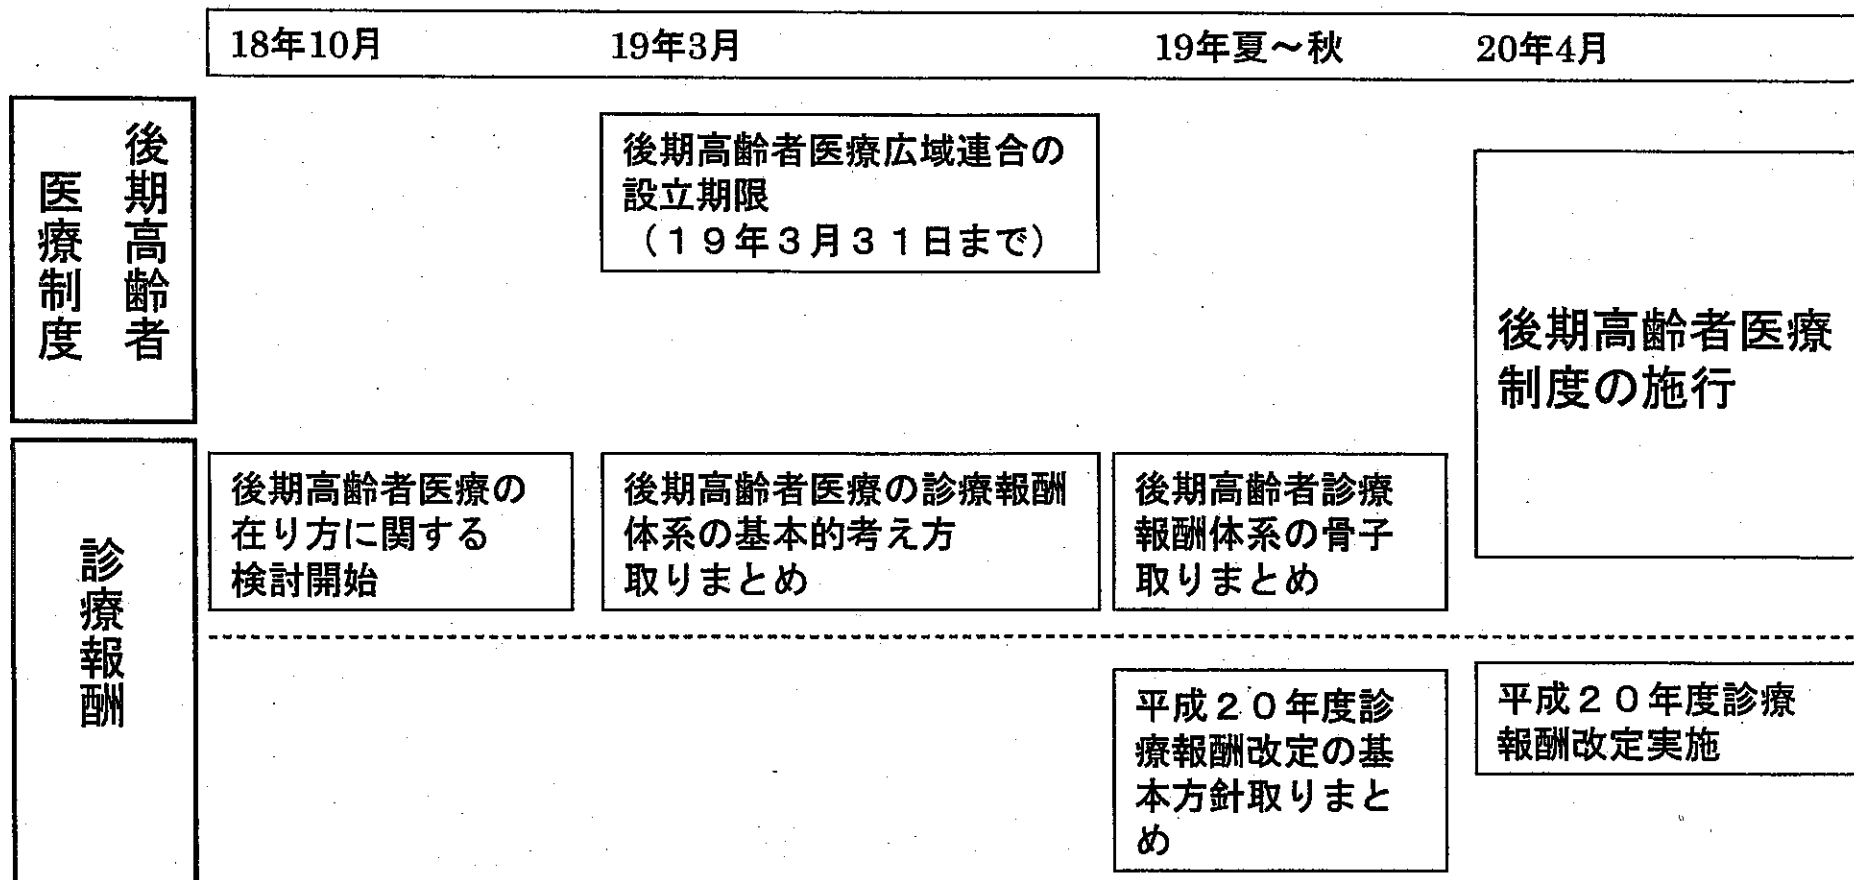 18年10月
19年3月
19年夏～秋
20年4月
後期高齢者
医療制度
後期高齢者医療広域連合の
設立期限
（１９年３月３１日まで）
後期高齢者医療
制度の施行
診療報酬
後期高齢者医療の
在り方に関する
検討開始
後期高齢者医療の診療報酬
体系の基本的考え方
取りまとめ
後期高齢者診療
報酬体系の骨子
取りまとめ
平成２０年度診
療報酬改定の基
本方針取りまと
め
平成２０年度診療
報酬改定実施